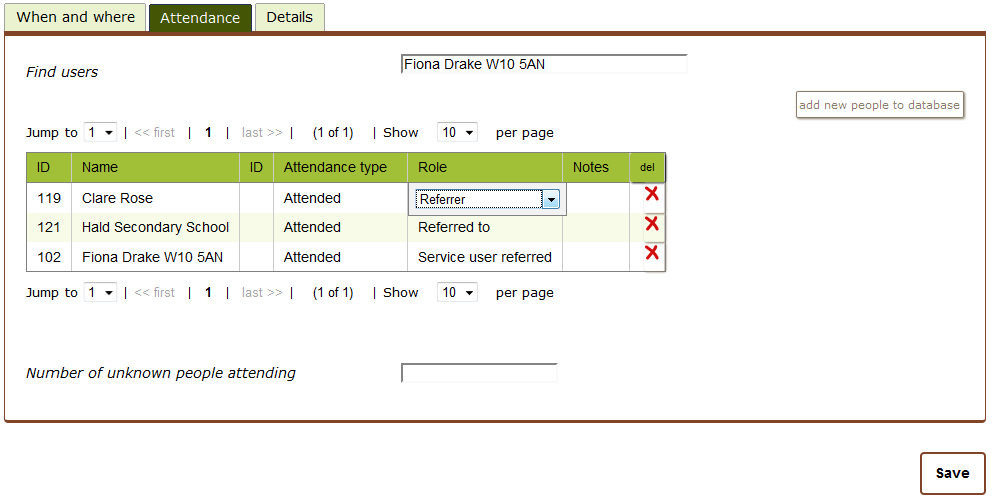 When and where Attendance Details
Find users Fiona Drake W10 5AN
add new people to database
Jump to 1 | << first | 1 | last >> | (1 of 1) | Show 10 per page
ID Name ID Attendance type Role Notes del
119 Clare Rose Attended Referrer
121 Hald Secondary School Attended Referred to
102 Fiona Drake W10 5AN Attended Service user referred
Jump to 1 | << first | 1 | last >> | (1 of 1) | Show 10 per page
Number of unknown people attending
Save